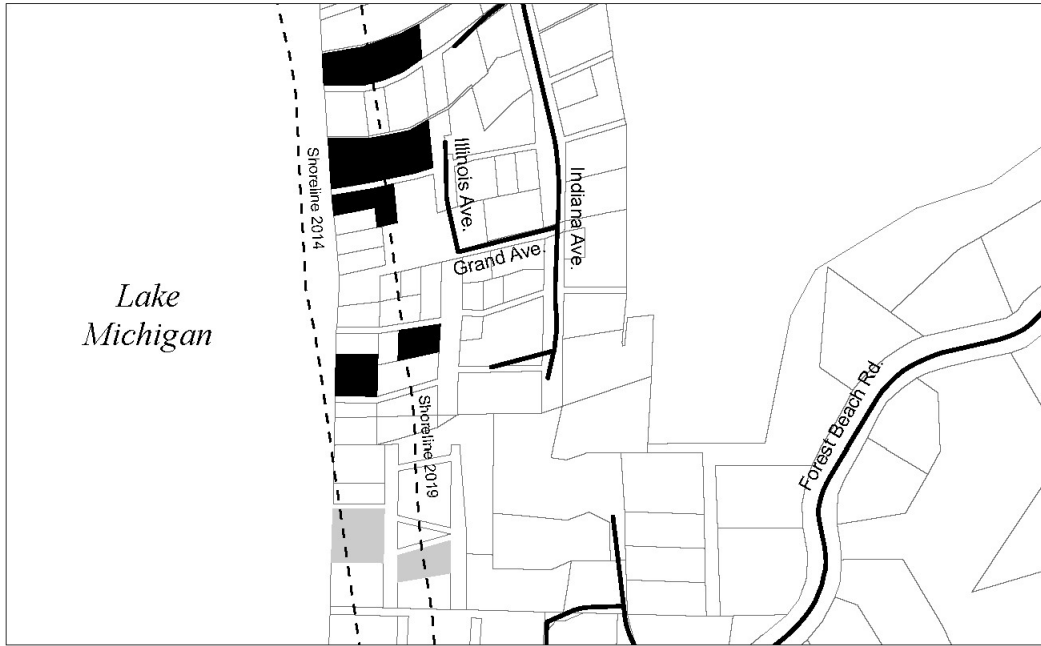 Shoreline 2014
Illinois Ave.
Indiana Ave.
Grand Ave.
Lake
Michigan
Forest Beach Rd.
Shoreline 2019